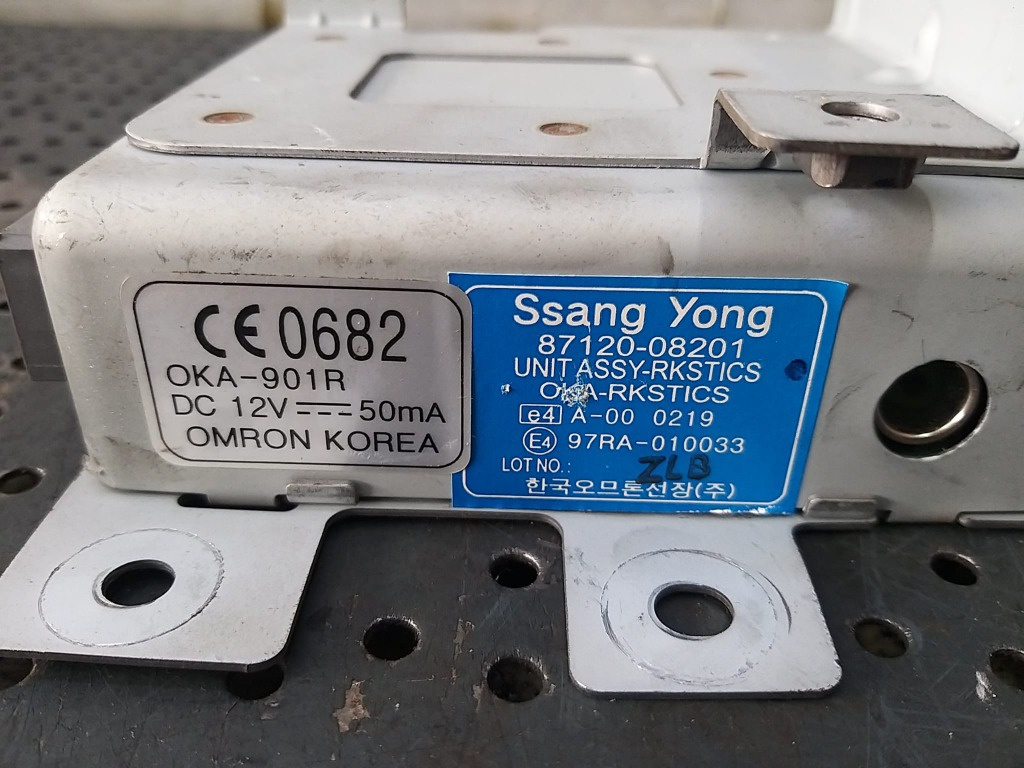 CE 0682
OKA-901R
DC 12V ⎓ 50mA
OMRON KOREA
Ssang Yong
87120-08201
UNIT ASSY-RKSTICS
OKA-RKSTICS
e4 A-00 0219
E4 97RA-010033
LOT NO.: ZLB
한국오므론전장(주)